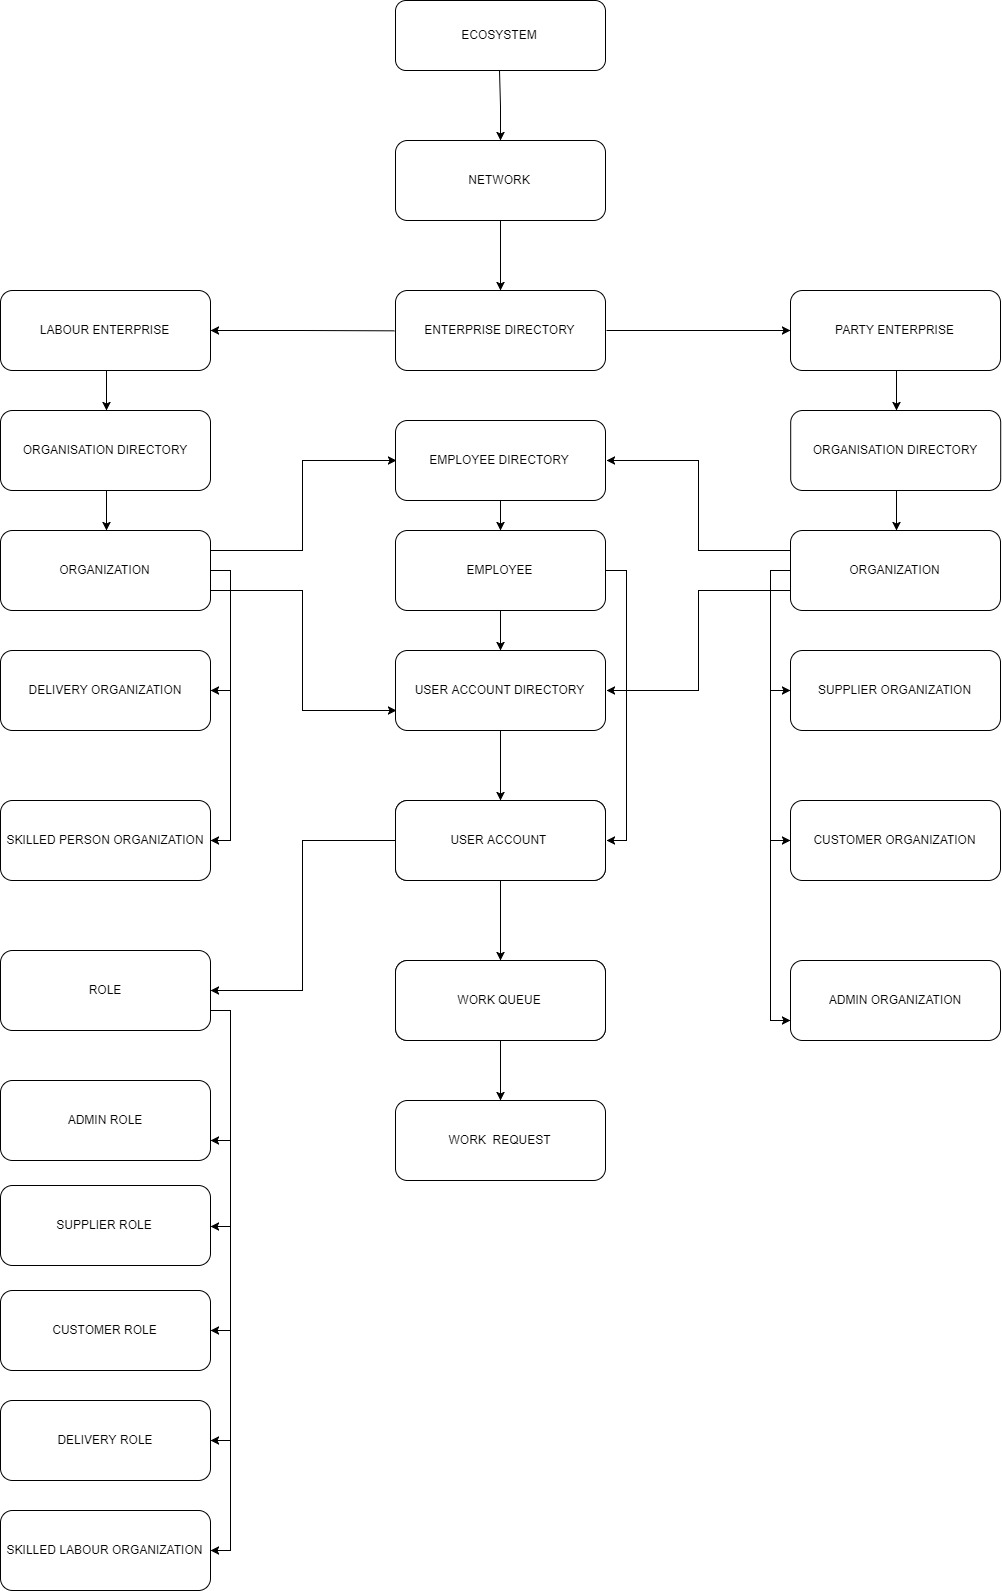 ECOSYSTEM
NETWORK
LABOUR ENTERPRISE
ENTERPRISE DIRECTORY
PARTY ENTERPRISE
ORGANISATION DIRECTORY
EMPLOYEE DIRECTORY
ORGANISATION DIRECTORY
ORGANIZATION
EMPLOYEE
ORGANIZATION
DELIVERY ORGANIZATION
USER ACCOUNT DIRECTORY
SUPPLIER ORGANIZATION
SKILLED PERSON ORGANIZATION
USER ACCOUNT
CUSTOMER ORGANIZATION
ROLE
WORK QUEUE
ADMIN ORGANIZATION
ADMIN ROLE
WORK  REQUEST
SUPPLIER ROLE
CUSTOMER ROLE
DELIVERY ROLE
SKILLED LABOUR ORGANIZATION